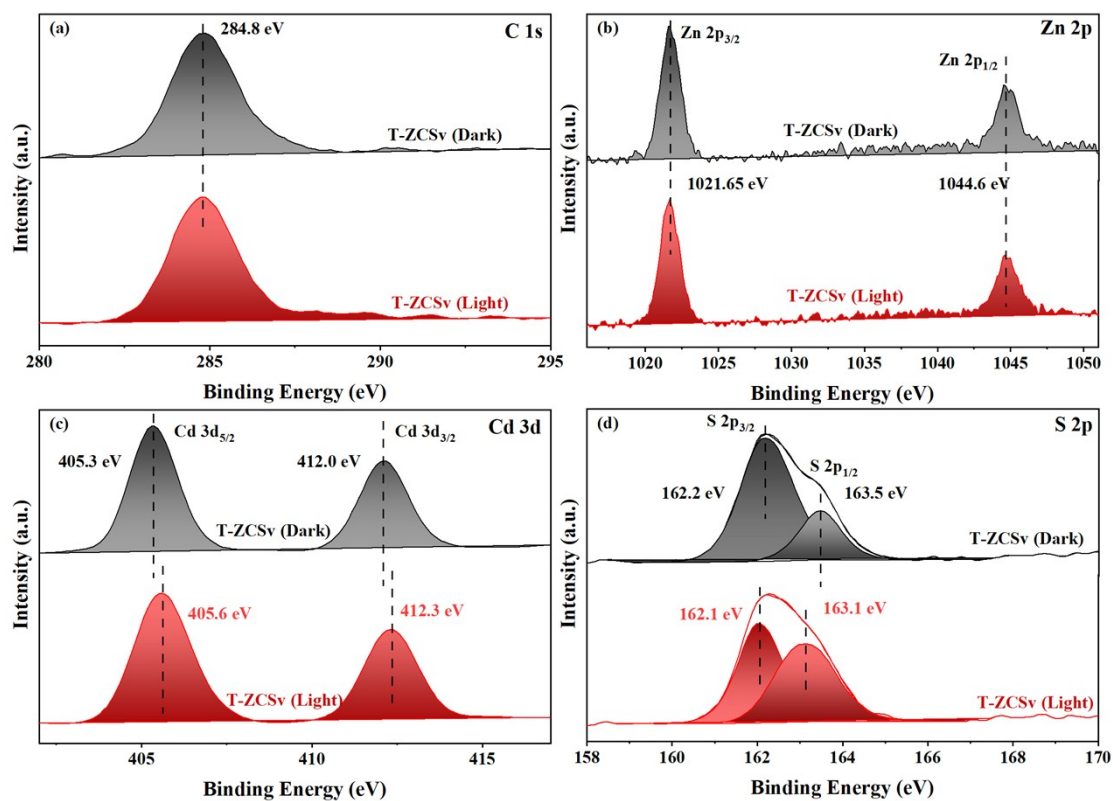 (a)
284.8 eV
C 1s
T-ZCSv (Dark)
T-ZCSv (Light)
Intensity (a.u.)
280 285 290 295
Binding Energy (eV)
(b)
Zn 2p3/2
Zn 2p
Zn 2p1/2
T-ZCSv (Dark)
1021.65 eV
1044.6 eV
T-ZCSv (Light)
Intensity (a.u.)
1020 1025 1030 1035 1040 1045 1050
Binding Energy (eV)
(c)
Cd 3d5/2
Cd 3d3/2
Cd 3d
405.3 eV
412.0 eV
T-ZCSv (Dark)
405.6 eV
412.3 eV
T-ZCSv (Light)
Intensity (a.u.)
405 410 415
Binding Energy (eV)
(d)
S 2p3/2
S 2p
S 2p1/2
162.2 eV
163.5 eV
T-ZCSv (Dark)
162.1 eV
163.1 eV
T-ZCSv (Light)
Intensity (a.u.)
158 160 162 164 166 168 170
Binding Energy (eV)